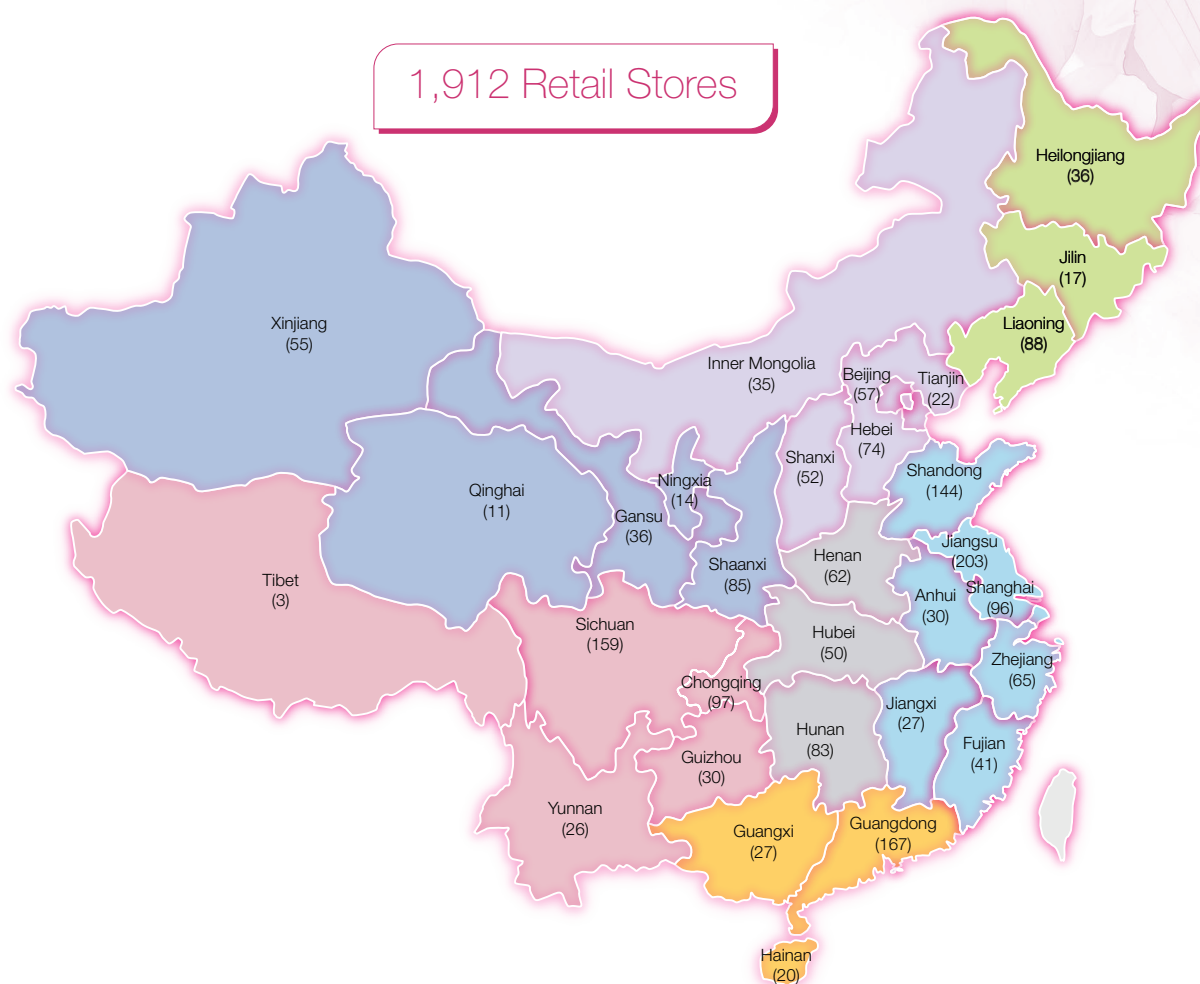 1,912 Retail Stores
Heilongjiang
(36)
Jilin
(17)
Liaoning
(88)
Xinjiang
(55)
Inner Mongolia
(35)
Beijing
(57)
Tianjin
(22)
Hebei
(74)
Shanxi
(52)
Shandong
(144)
Qinghai
(11)
Ningxia
(14)
Gansu
(36)
Shaanxi
(85)
Henan
(62)
Jiangsu
(203)
Shanghai
(96)
Anhui
(30)
Tibet
(3)
Sichuan
(159)
Hubei
(50)
Zhejiang
(65)
Chongqing
(97)
Jiangxi
(27)
Hunan
(83)
Fujian
(41)
Guizhou
(30)
Yunnan
(26)
Guangxi
(27)
Guangdong
(167)
Hainan
(20)